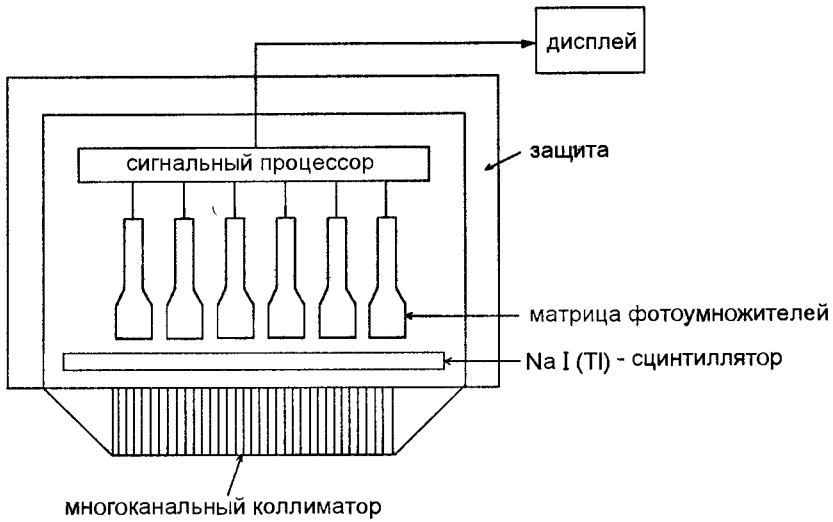 дисплей
защита
сигнальный процессор
матрица фотоумножителей
Na I (Tl) - сцинтиллятор
многоканальный коллиматор